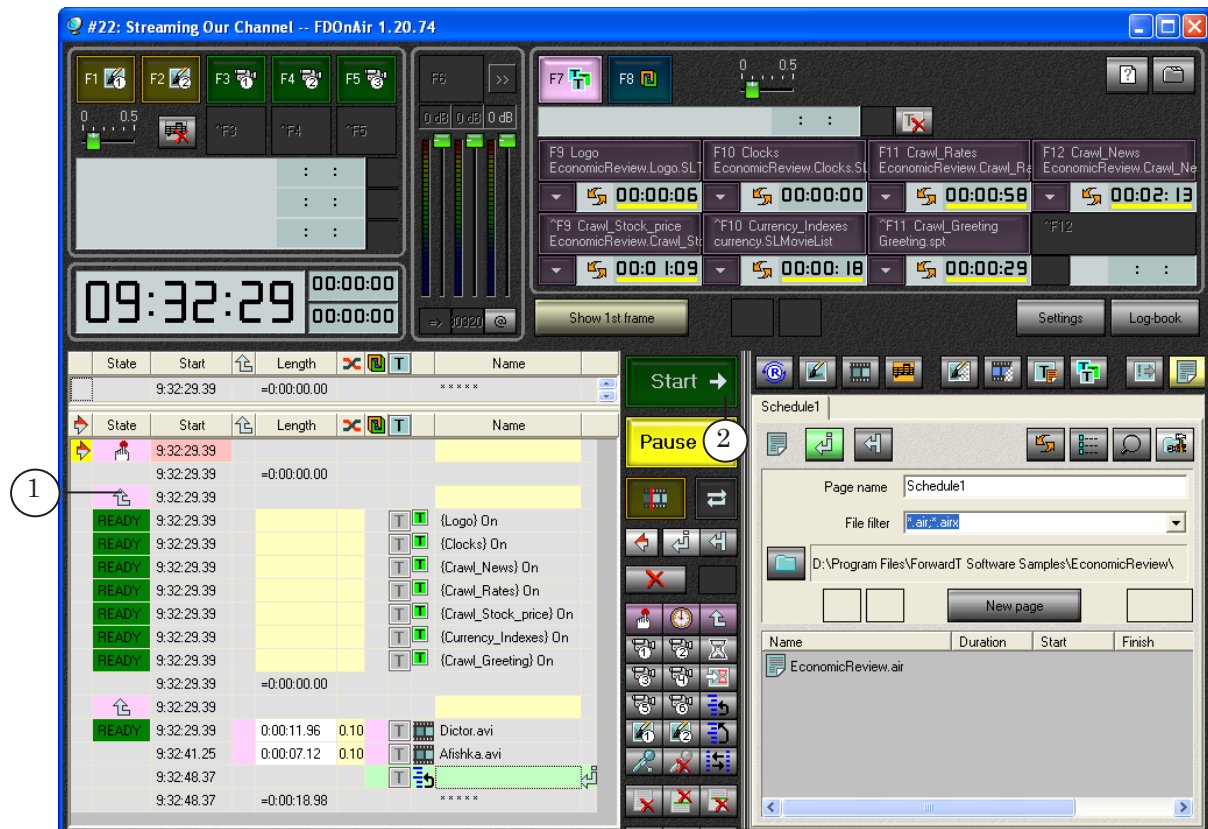 #22: Streaming Our Channel -- FDOnAir 1.20.74
F1 F2 F3 F4 F5 F6 >> F7 F8 0 0.5
0 0.5 ^F3 ^F4 ^F5 0 dB 0 dB 0 dB
: : : :
F9 Logo F10 Clocks F11 Crawl_Rates F12 Crawl_News
EconomicReview.Logo.SLT EconomicReview.Clocks.SL EconomicReview.Crawl_Ra EconomicReview.Crawl_Ne
00:00:06 00:00:00 00:00:58 00:02:13
^F9 Crawl_Stock_price ^F10 Currency_Indexes ^F11 Crawl_Greeting ^F12
EconomicReview.Crawl_Sto currency.SLMovieList Greeting.spt
00:01:09 00:00:18 00:00:29 : :
09:32:29 00:00:00
00:00:00
=> 30320 @ Show 1st frame Settings Log-book
State Start Length T Name
9:32:29.39 =0:00:00.00 * * * * *
Start
Pause
2
State Start Length T Name
9:32:29.39
9:32:29.39 =0:00:00.00
1
9:32:29.39
READY 9:32:29.39 T T {Logo} On
READY 9:32:29.39 T T {Clocks} On
READY 9:32:29.39 T T {Crawl_News} On
READY 9:32:29.39 T T {Crawl_Rates} On
READY 9:32:29.39 T T {Crawl_Stock_price} On
READY 9:32:29.39 T T {Currency_Indexes} On
READY 9:32:29.39 T T {Crawl_Greeting} On
9:32:29.39 =0:00:00.00
9:32:29.39
READY 9:32:29.39 0:00:11.96 0.10 T Dictor.avi
9:32:41.25 0:00:07.12 0.10 T Afishka.avi
9:32:48.37 T
9:32:48.37 =0:00:18.98 * * * * *
Schedule1
Page name Schedule1
File filter *.air;*.airx
D:\Program Files\ForwardT Software Samples\EconomicReview\
New page
Name Duration Start Finish
EconomicReview.air